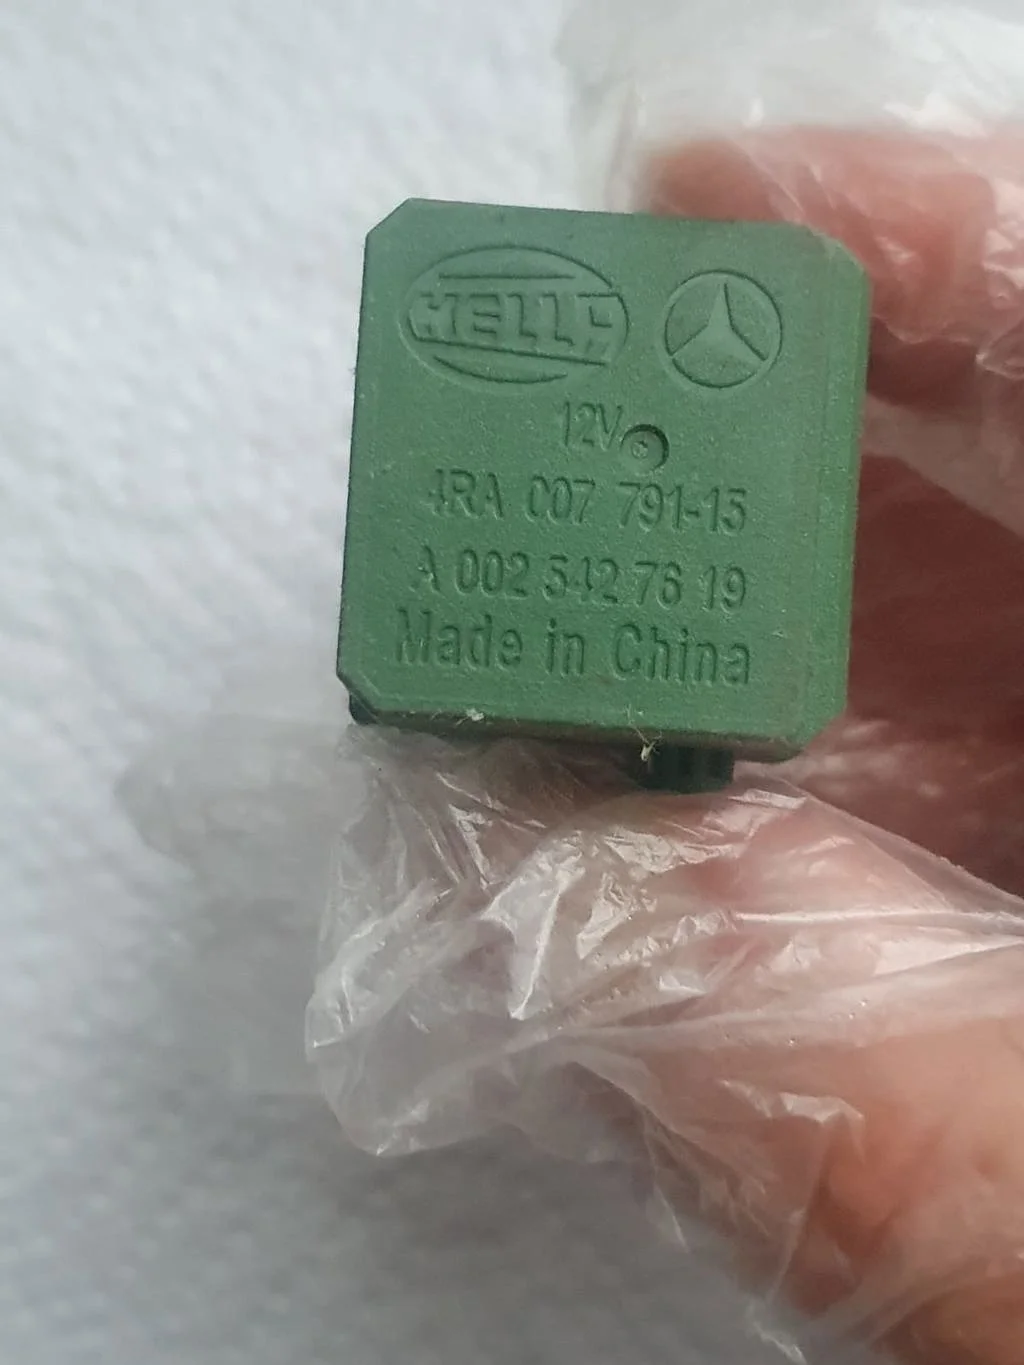 HELLA
12V
4RA 007 791-15
A 002 542 76 19
Made in China